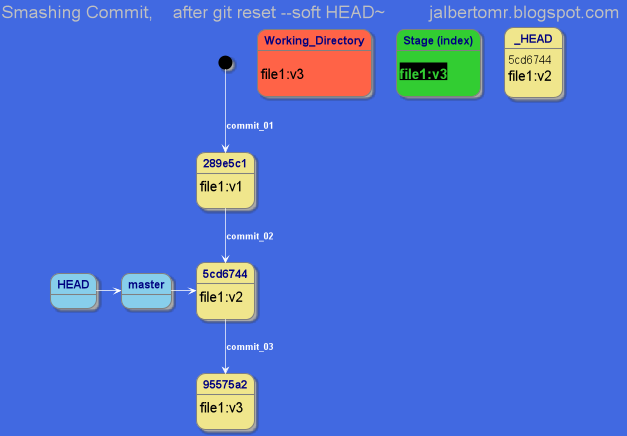 Smashing Commit, after git reset --soft HEAD~ jalbertomr.blogspot.com
Working_Directory
file1:v3
Stage (index)
file1:v3
_HEAD
5cd6744
file1:v2
commit_01
289e5c1
file1:v1
commit_02
HEAD
master
5cd6744
file1:v2
commit_03
95575a2
file1:v3